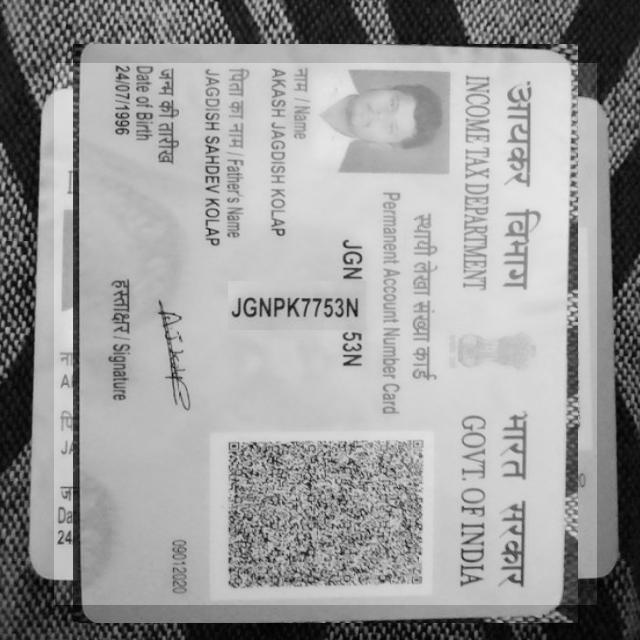 आयकर विभाग
INCOME TAX DEPARTMENT
भारत सरकार
GOVT. OF INDIA
स्थायी लेखा संख्या कार्ड
Permanent Account Number Card
JGN
JGNPK7753N
53N
नाम / Name
AKASH JAGDISH KOLAP
पिता का नाम / Father's Name
JAGDISH SAHDEV KOLAP
जन्म की तारीख
Date of Birth
24/07/1996
हस्ताक्षर / Signature
09012020